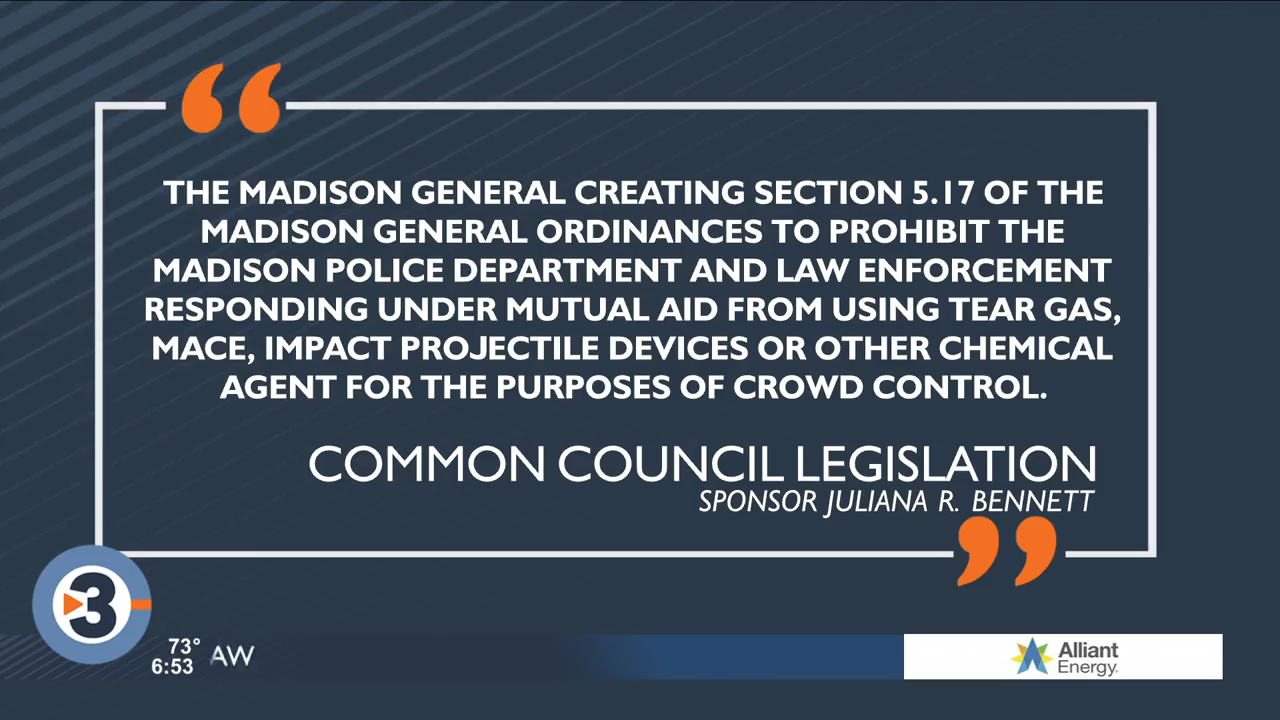 THE MADISON GENERAL CREATING SECTION 5.17 OF THE
MADISON GENERAL ORDINANCES TO PROHIBIT THE
MADISON POLICE DEPARTMENT AND LAW ENFORCEMENT
RESPONDING UNDER MUTUAL AID FROM USING TEAR GAS,
MACE, IMPACT PROJECTILE DEVICES OR OTHER CHEMICAL
AGENT FOR THE PURPOSES OF CROWD CONTROL.
COMMON COUNCIL LEGISLATION
SPONSOR JULIANA R. BENNETT
3
73°
6:53
AW
Alliant
Energy